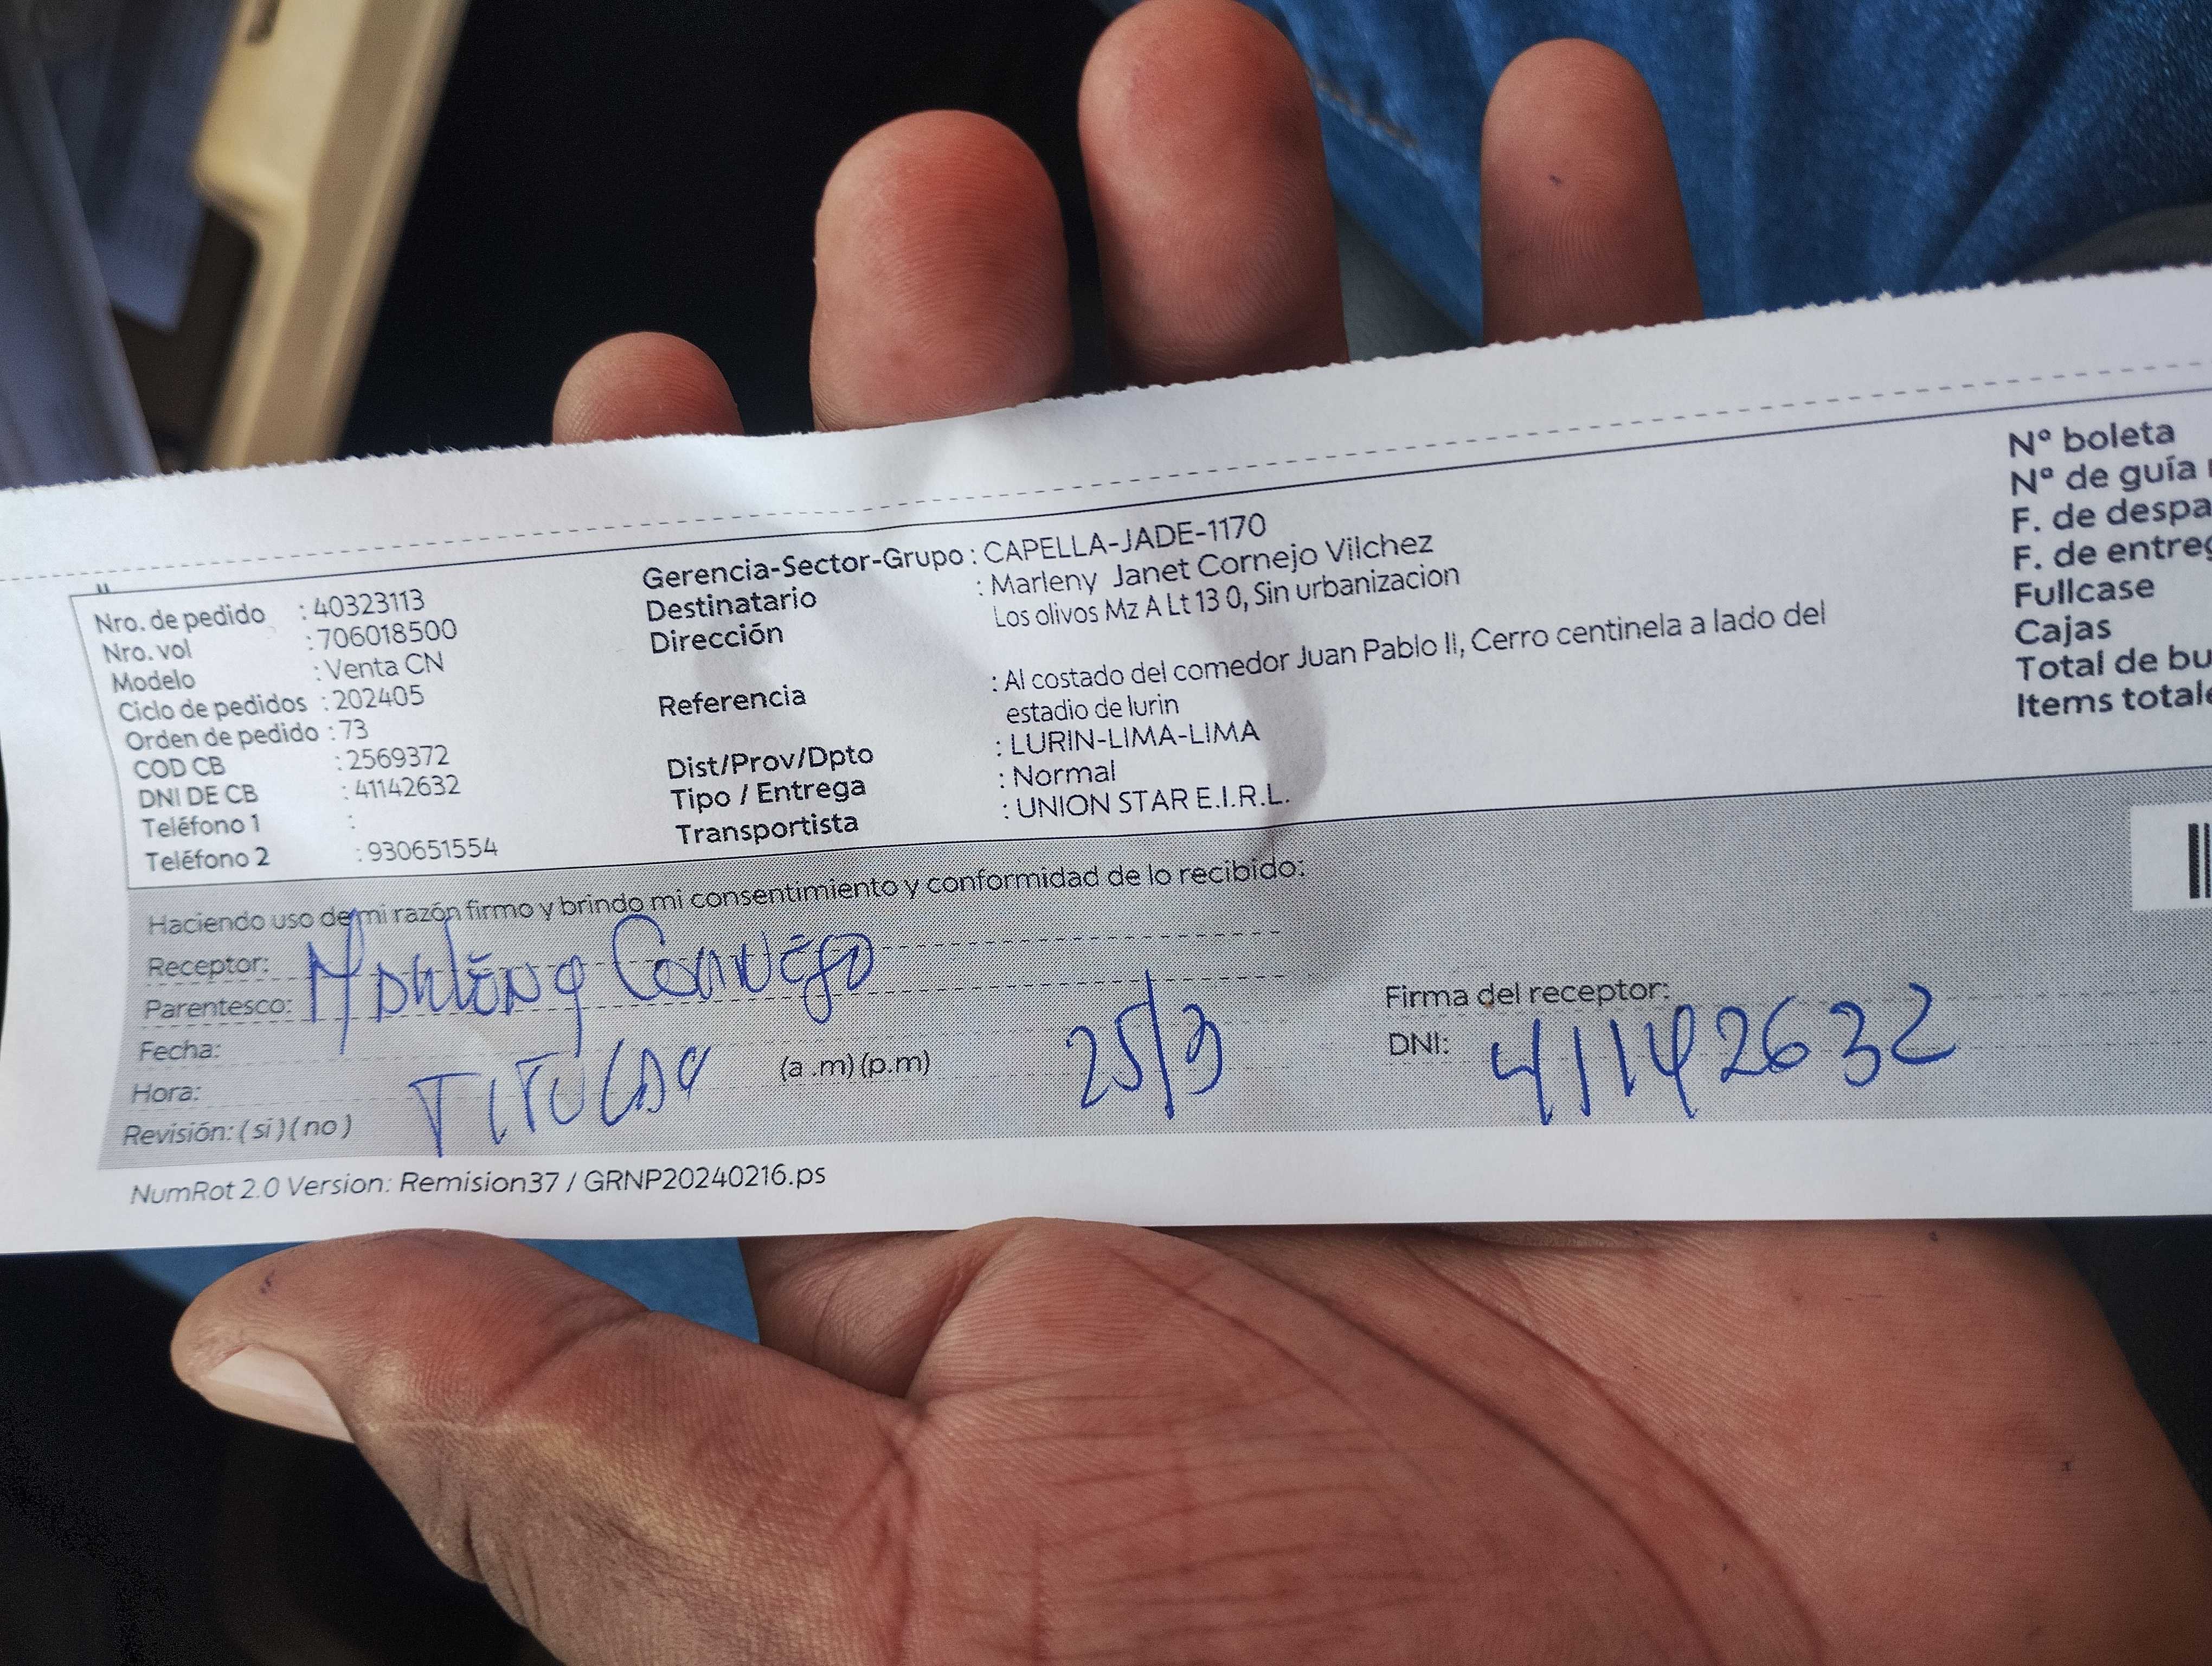 Nro. de pedido : 40323113
Nro. vol : 706018500
Modelo : Venta CN
Ciclo de pedidos : 202405
Orden de pedido : 73
COD CB : 2569372
DNI DE CB : 41142632
Teléfono 1 :
Teléfono 2 : 930651554
Gerencia-Sector-Grupo : CAPELLA-JADE-1170
Destinatario : Marleny Janet Cornejo Vilchez
Dirección Los olivos Mz A Lt 13 0, Sin urbanizacion
Referencia : Al costado del comedor Juan Pablo II, Cerro centinela a lado del
estadio de lurin
Dist/Prov/Dpto : LURIN-LIMA-LIMA
Tipo / Entrega : Normal
Transportista : UNION STAR E.I.R.L.
N° boleta
Nº de guía
F. de despa
F. de entreg
Fullcase
Cajas
Total de bu
Items totale
Haciendo uso de mi razón firmo y brindo mi consentimiento y conformidad de lo recibido:
Receptor: Marleny Cornejo
Parentesco:
Fecha:
Hora: TITULAR (a .m) (p.m) 25/3
Revisión: ( si ) ( no )
Firma del receptor:
DNI: 41142632
NumRot 2.0 Version: Remision37 / GRNP20240216.ps